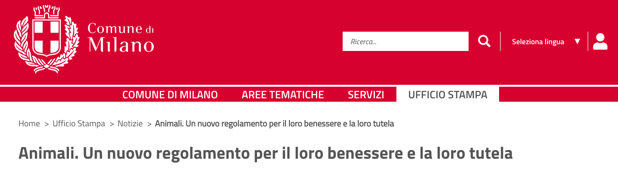 Comune di
Milano
Ricerca...
Seleziona lingua
COMUNE DI MILANO AREE TEMATICHE SERVIZI UFFICIO STAMPA
Home > Ufficio Stampa > Notizie > Animali. Un nuovo regolamento per il loro benessere e la loro tutela
Animali. Un nuovo regolamento per il loro benessere e la loro tutela